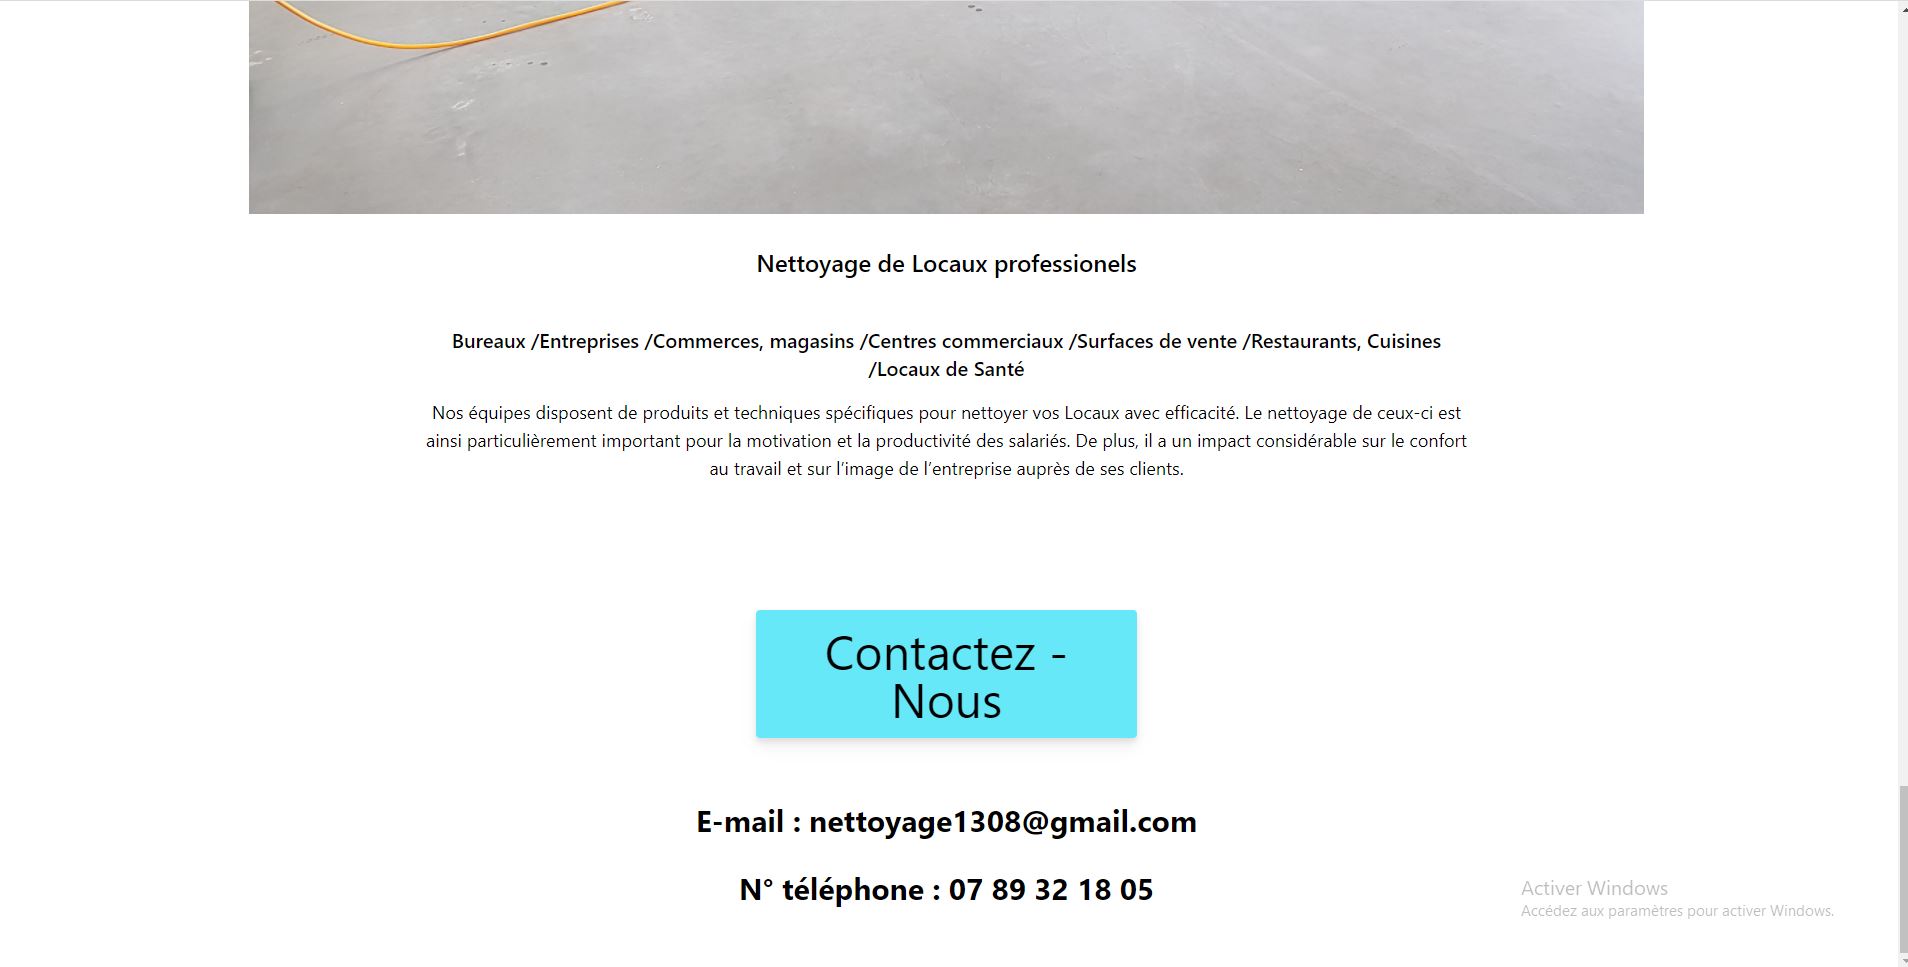 Nettoyage de Locaux professionels
Bureaux /Entreprises /Commerces, magasins /Centres commerciaux /Surfaces de vente /Restaurants, Cuisines
/Locaux de Santé
Nos équipes disposent de produits et techniques spécifiques pour nettoyer vos Locaux avec efficacité. Le nettoyage de ceux-ci est
ainsi particulièrement important pour la motivation et la productivité des salariés. De plus, il a un impact considérable sur le confort
au travail et sur l’image de l’entreprise auprès de ses clients.
Contactez -
Nous
E-mail : nettoyage1308@gmail.com
N° téléphone : 07 89 32 18 05
Activer Windows
Accédez aux paramètres pour activer Windows.